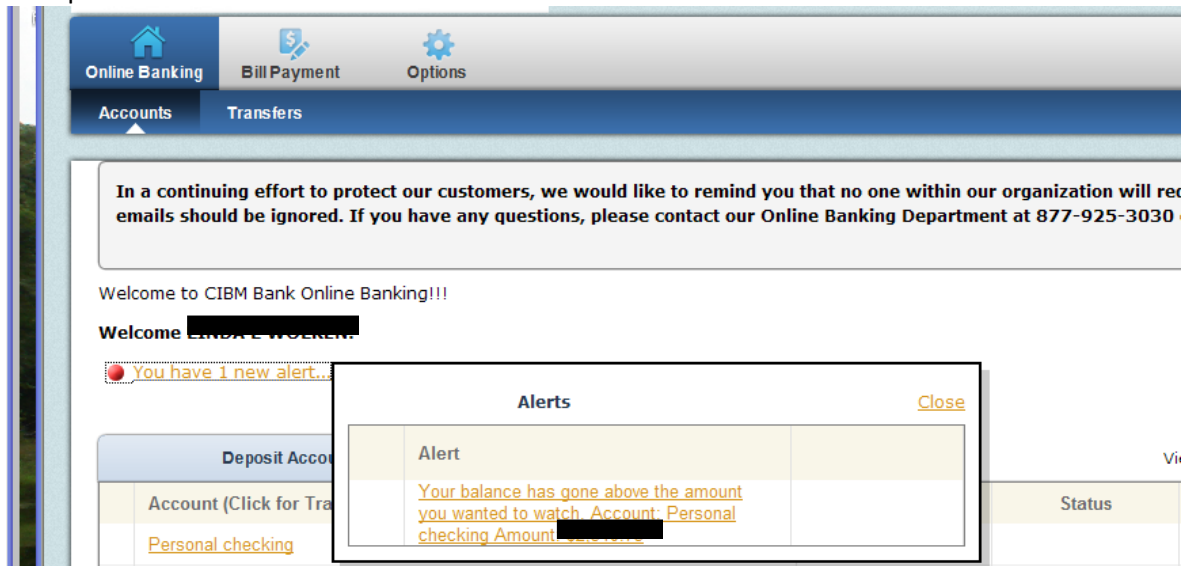 Online Banking Bill Payment Options
Accounts Transfers
In a continuing effort to protect our customers, we would like to remind you that no one within our organization will
emails should be ignored. If you have any questions, please contact our Online Banking Department at 877-925-3030
Welcome to CIBM Bank Online Banking!!!
Welcome
You have 1 new alert...
Alerts Close
Deposit
Alert
Account (Click for
Status
Your balance has gone above the amount
you wanted to watch. Account: Personal
checking Amount:
Personal checking